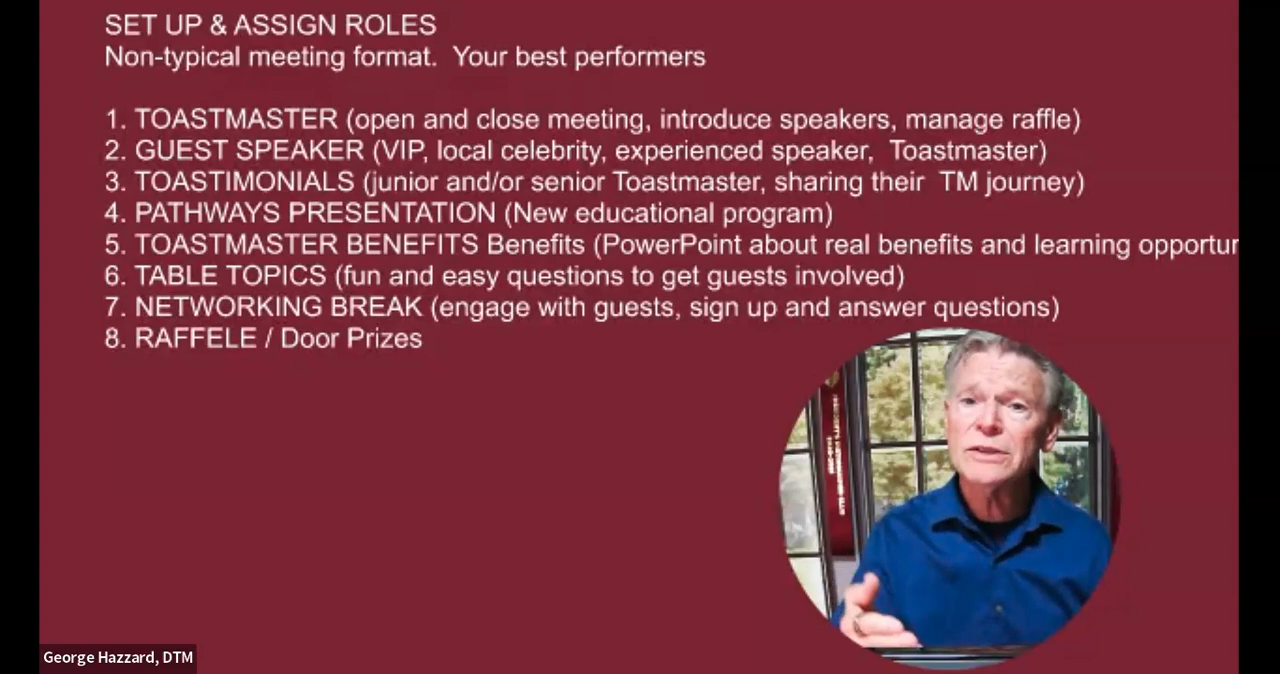 SET UP & ASSIGN ROLES
Non-typical meeting format.  Your best performers
1. TOASTMASTER (open and close meeting, introduce speakers, manage raffle)
2. GUEST SPEAKER (VIP, local celebrity, experienced speaker,  Toastmaster)
3. TOASTIMONIALS (junior and/or senior Toastmaster, sharing their  TM journey)
4. PATHWAYS PRESENTATION (New educational program)
5. TOASTMASTER BENEFITS Benefits (PowerPoint about real benefits and learning opportur
6. TABLE TOPICS (fun and easy questions to get guests involved)
7. NETWORKING BREAK (engage with guests, sign up and answer questions)
8. RAFFELE / Door Prizes
George Hazzard, DTM